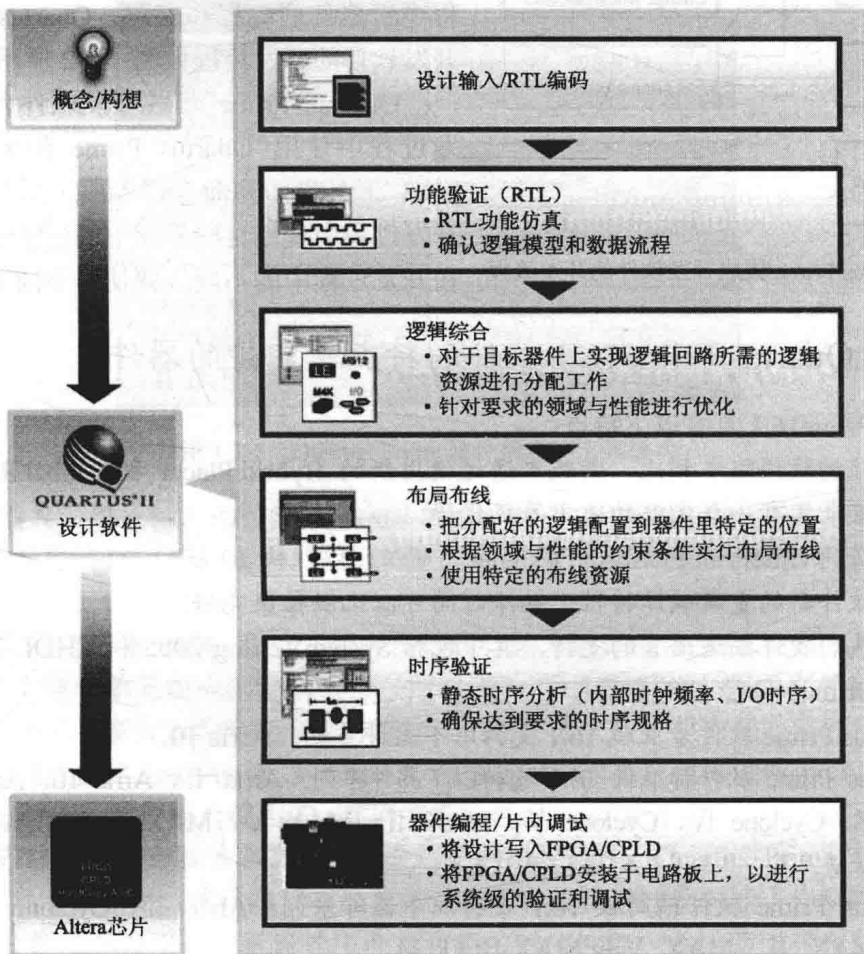 概念/构想
QUARTUS®II
设计软件
Altera芯片
设计输入/RTL编码
功能验证（RTL）
• RTL功能仿真
• 确认逻辑模型和数据流程
逻辑综合
• 对于目标器件上实现逻辑回路所需的逻辑
资源进行分配工作
• 针对要求的领域与性能进行优化
LE
M512
M4K
I/O
布局布线
• 把分配好的逻辑配置到器件里特定的位置
• 根据领域与性能的约束条件实行布局布线
• 使用特定的布线资源
时序验证
• 静态时序分析（内部时钟频率、I/O时序）
• 确保达到要求的时序规格
器件编程/片内调试
• 将设计写入FPGA/CPLD
• 将FPGA/CPLD安装于电路板上，以进行
系统级的验证和调试
FPGA
CPLD